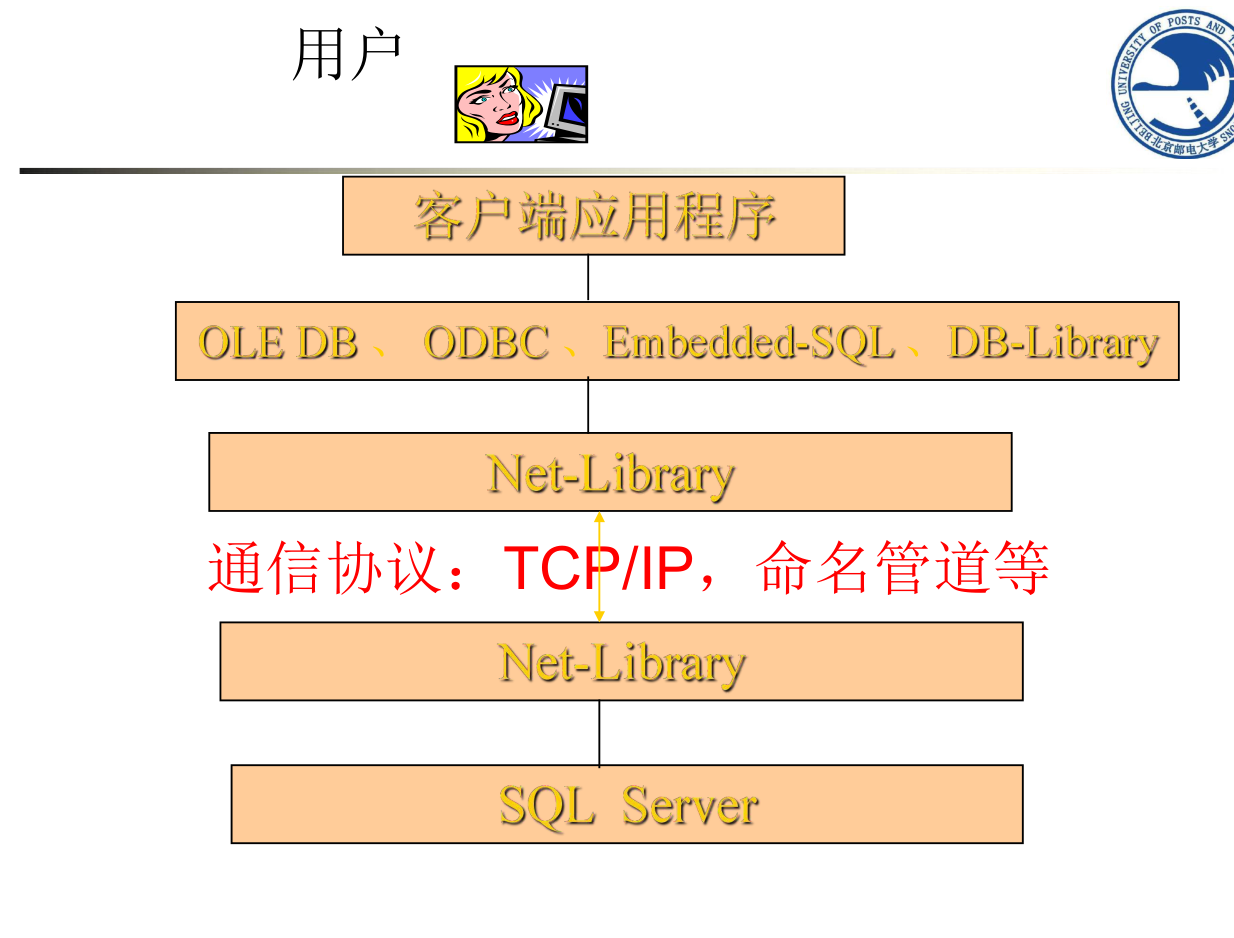 用户
客户端应用程序
OLE DB 、 ODBC 、Embedded-SQL 、DB-Library
Net-Library
通信协议：TCP/IP，命名管道等
Net-Library
SQL Server
北京邮电大学
BEIJING UNIVERSITY OF POSTS AND